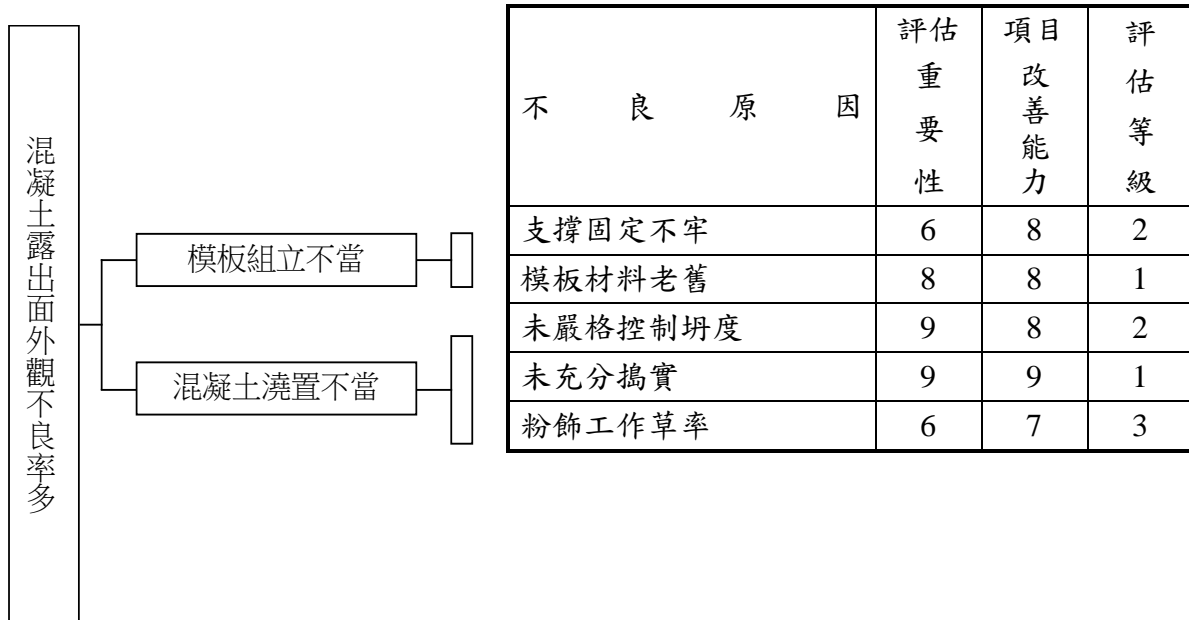 混凝土露出面外觀不良率多
模板組立不當
混凝土澆置不當
不良原因 評估重要性 項目改善能力 評估等級
支撐固定不牢 6 8 2
模板材料老舊 8 8 1
未嚴格控制坍度 9 8 2
未充分搗實 9 9 1
粉飾工作草率 6 7 3